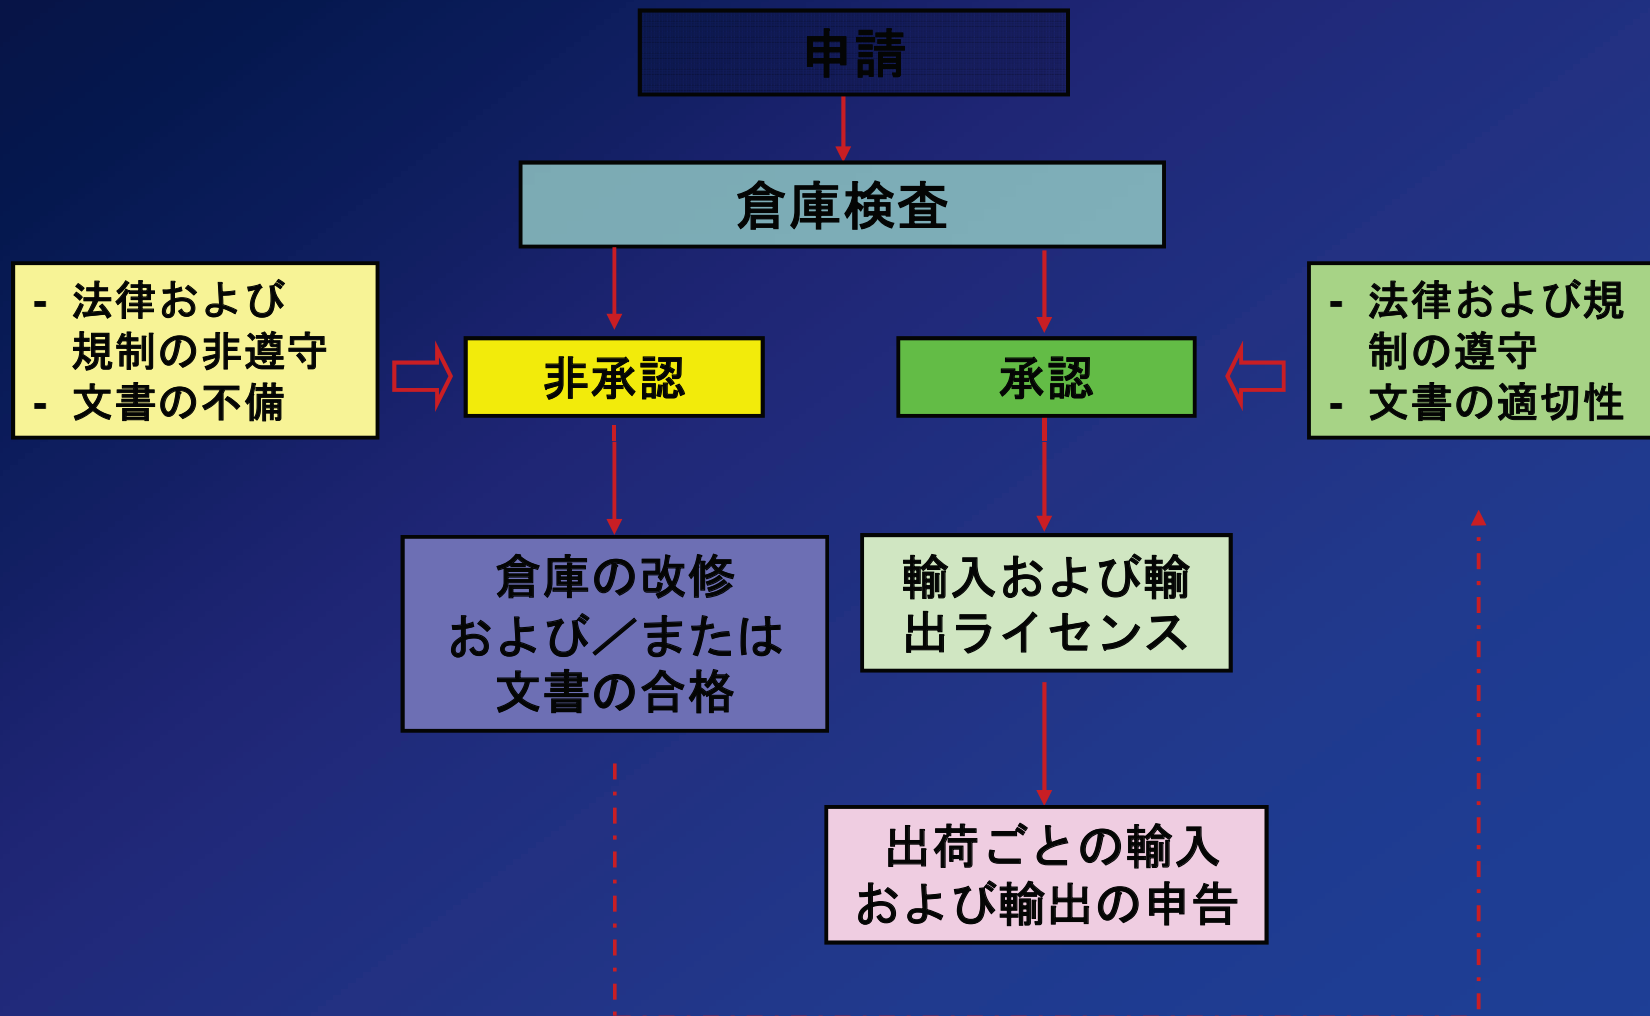 申請
倉庫検査
- 法律および
規制の非遵守
- 文書の不備
非承認
承認
- 法律および規
制の遵守
- 文書の適切性
倉庫の改修
および／または
文書の合格
輸入および輸
出ライセンス
出荷ごとの輸入
および輸出の申告